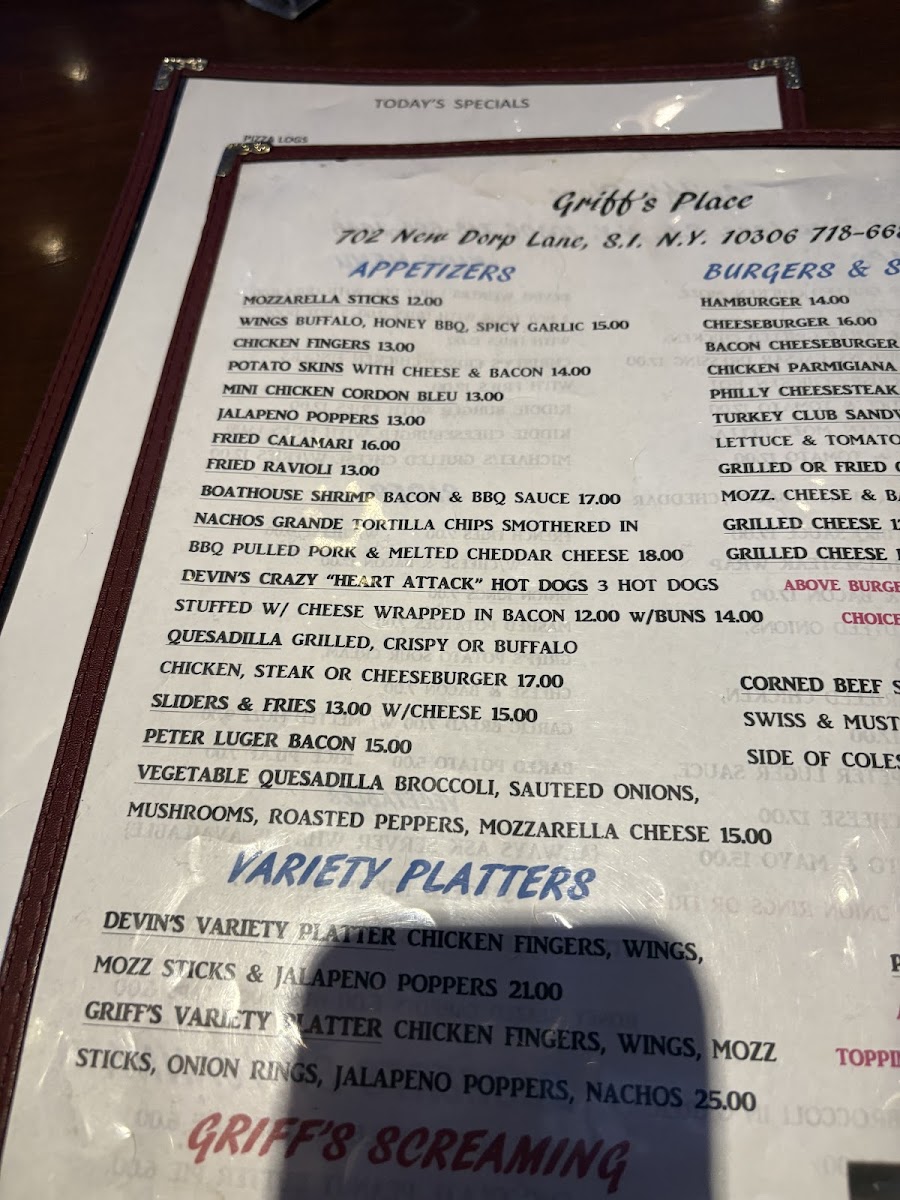 TODAY'S SPECIALS
PIZZA LOGS
Griff's Place
702 New Dorp Lane, S.I. N.Y. 10306 718-668
APPETIZERS
MOZZARELLA STICKS 12.00
WINGS BUFFALO, HONEY BBQ, SPICY GARLIC 15.00
CHICKEN FINGERS 13.00
POTATO SKINS WITH CHEESE & BACON 14.00
MINI CHICKEN CORDON BLEU 13.00
JALAPENO POPPERS 13.00
FRIED CALAMARI 16.00
FRIED RAVIOLI 13.00
BOATHOUSE SHRIMP BACON & BBQ SAUCE 17.00
NACHOS GRANDE TORTILLA CHIPS SMOTHERED IN
BBQ PULLED PORK & MELTED CHEDDAR CHEESE 18.00
DEVIN'S CRAZY "HEART ATTACK" HOT DOGS 3 HOT DOGS
STUFFED W/ CHEESE WRAPPED IN BACON 12.00 W/BUNS 14.00
QUESADILLA GRILLED, CRISPY OR BUFFALO
CHICKEN, STEAK OR CHEESEBURGER 17.00
SLIDERS & FRIES 13.00 W/CHEESE 15.00
PETER LUGER BACON 15.00
VEGETABLE QUESADILLA BROCCOLI, SAUTEED ONIONS,
MUSHROOMS, ROASTED PEPPERS, MOZZARELLA CHEESE 15.00
VARIETY PLATTERS
DEVIN'S VARIETY PLATTER CHICKEN FINGERS, WINGS,
MOZZ STICKS & JALAPENO POPPERS 21.00
GRIFF'S VARIETY PLATTER CHICKEN FINGERS, WINGS, MOZZ
STICKS, ONION RINGS, JALAPENO POPPERS, NACHOS 25.00
GRIFF'S SCREAMING
BURGERS & S
HAMBURGER 14.00
CHEESEBURGER 16.00
BACON CHEESEBURGER
CHICKEN PARMIGIANA
PHILLY CHEESESTEAK
TURKEY CLUB SANDW
LETTUCE & TOMATO
GRILLED OR FRIED
MOZZ. CHEESE & BA
GRILLED CHEESE 1
GRILLED CHEESE
ABOVE BURGE
CHOICE
CORNED BEEF S
SWISS & MUST
SIDE OF COLES
TOPPIN